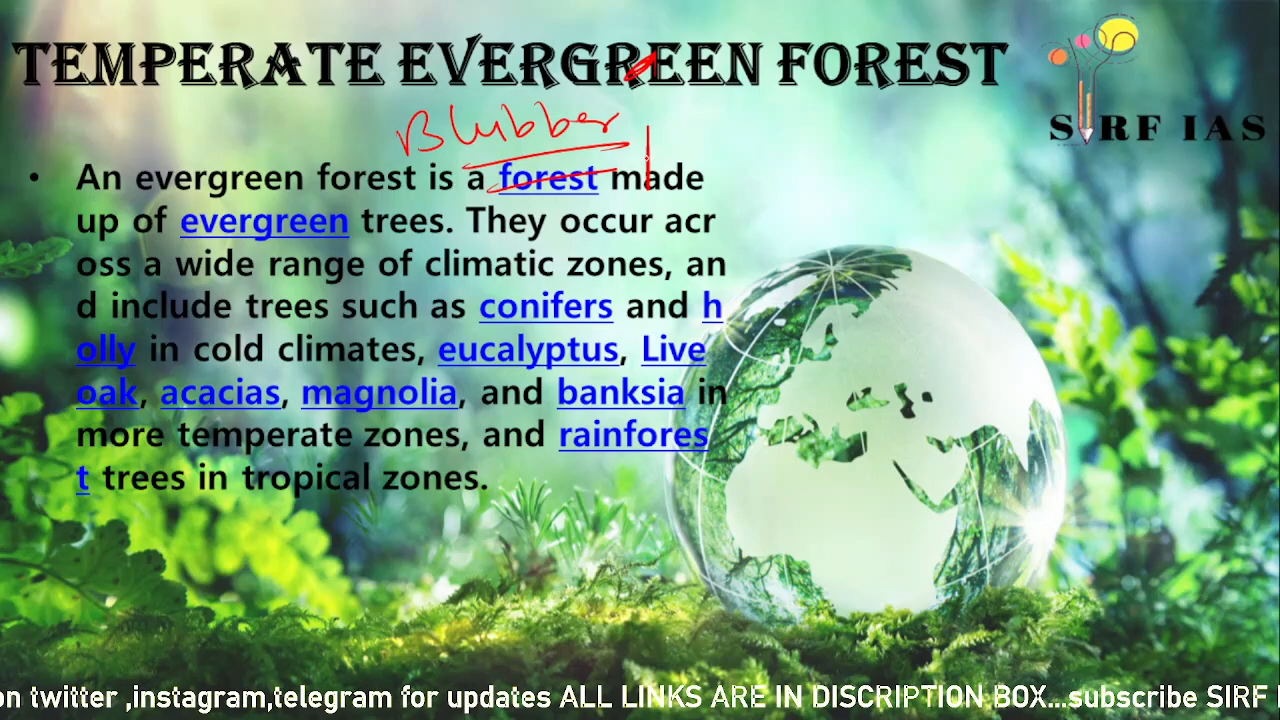 TEMPERATE EVERGREEN FOREST
SIRF IAS
Blubber
• An evergreen forest is a forest made
up of evergreen trees. They occur acr
oss a wide range of climatic zones, an
d include trees such as conifers and h
olly in cold climates, eucalyptus, Live
oak, acacias, magnolia, and banksia in
more temperate zones, and rainfores
t trees in tropical zones.
on twitter ,instagram,telegram for updates ALL LINKS ARE IN DISCRIPTION BOX...subscribe SIRF